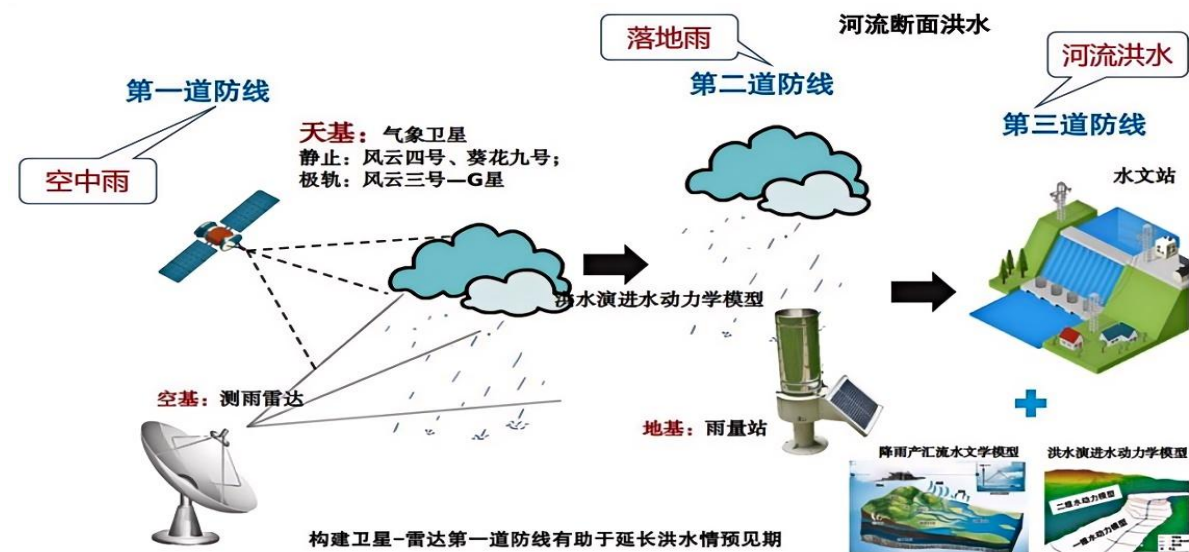 第一道防线
空中雨
天基：气象卫星
静止：风云四号、葵花九号；
极轨：风云三号—G星
空基：测雨雷达
落地雨
第二道防线
洪水演进水动力学模型
地基：雨量站
河流断面洪水
河流洪水
第三道防线
水文站
降雨产汇流水文学模型
洪水演进水动力学模型
二维水动力模型
一维水动力模型
构建卫星-雷达第一道防线有助于延长洪水情预见期